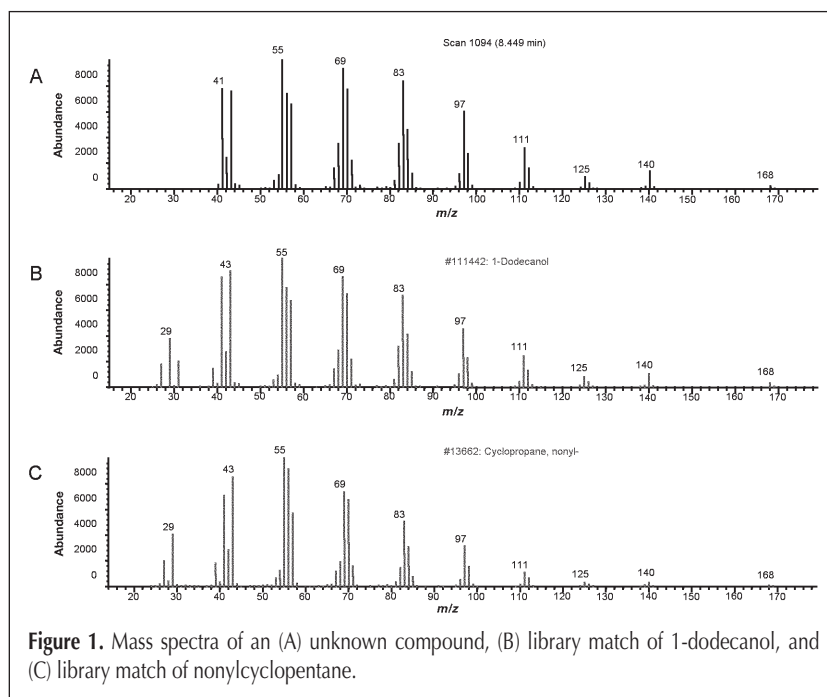 Scan 1094 (8.449 min)
A
Abundance
8000
6000
4000
2000
0
41
55
69
83
97
111
125
140
168
20 30 40 50 60 70 80 90 100 110 120 130 140 150 160 170
m/z
#111442: 1-Dodecanol
B
Abundance
8000
6000
4000
2000
0
29
43
55
69
83
97
111
125
140
168
20 30 40 50 60 70 80 90 100 110 120 130 140 150 160 170
m/z
#13662: Cyclopropane, nonyl-
C
Abundance
8000
6000
4000
2000
0
29
43
55
69
83
97
111
125
140
168
20 30 40 50 60 70 80 90 100 110 120 130 140 150 160 170
m/z
Figure 1. Mass spectra of an (A) unknown compound, (B) library match of 1-dodecanol, and
(C) library match of nonylcyclopentane.